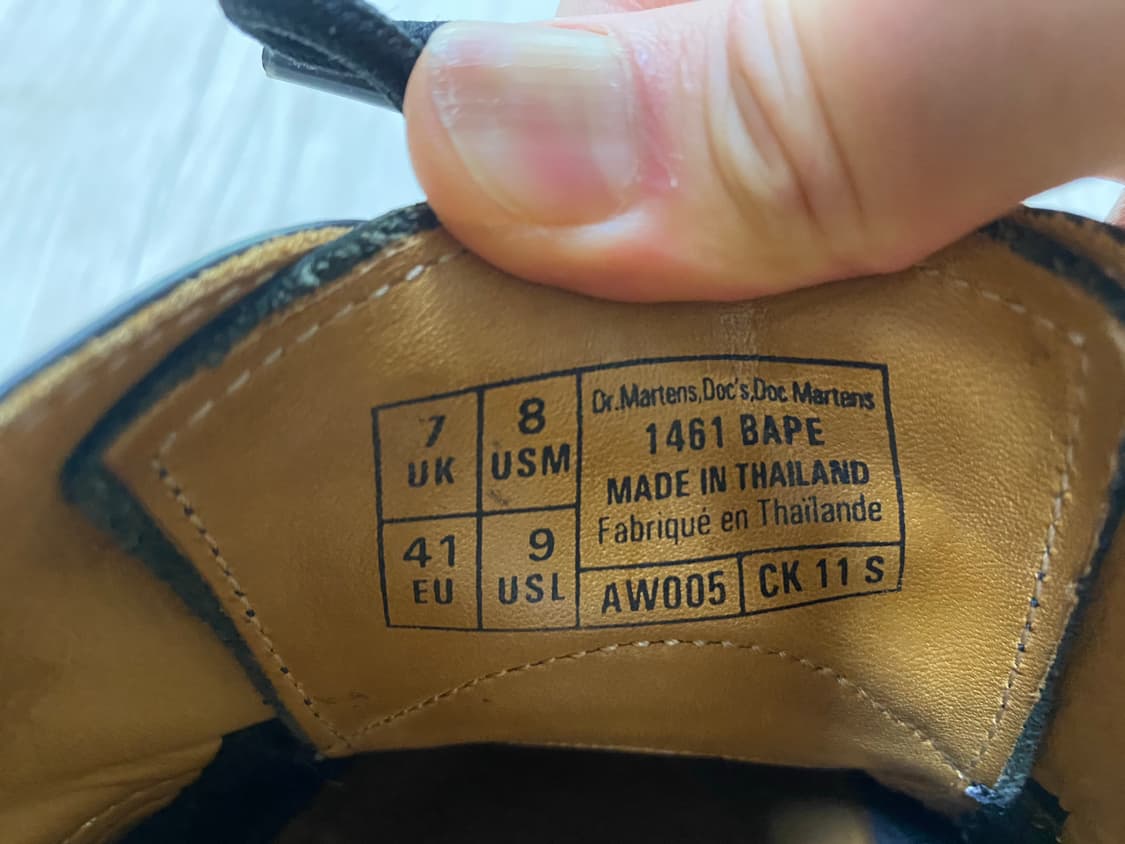 7
UK
8
USM
41
EU
9
USL
Dr.Martens,Doc's,Doc Martens
1461 BAPE
MADE IN THAILAND
Fabriqué en Thaïlande
AW005
CK 11 S